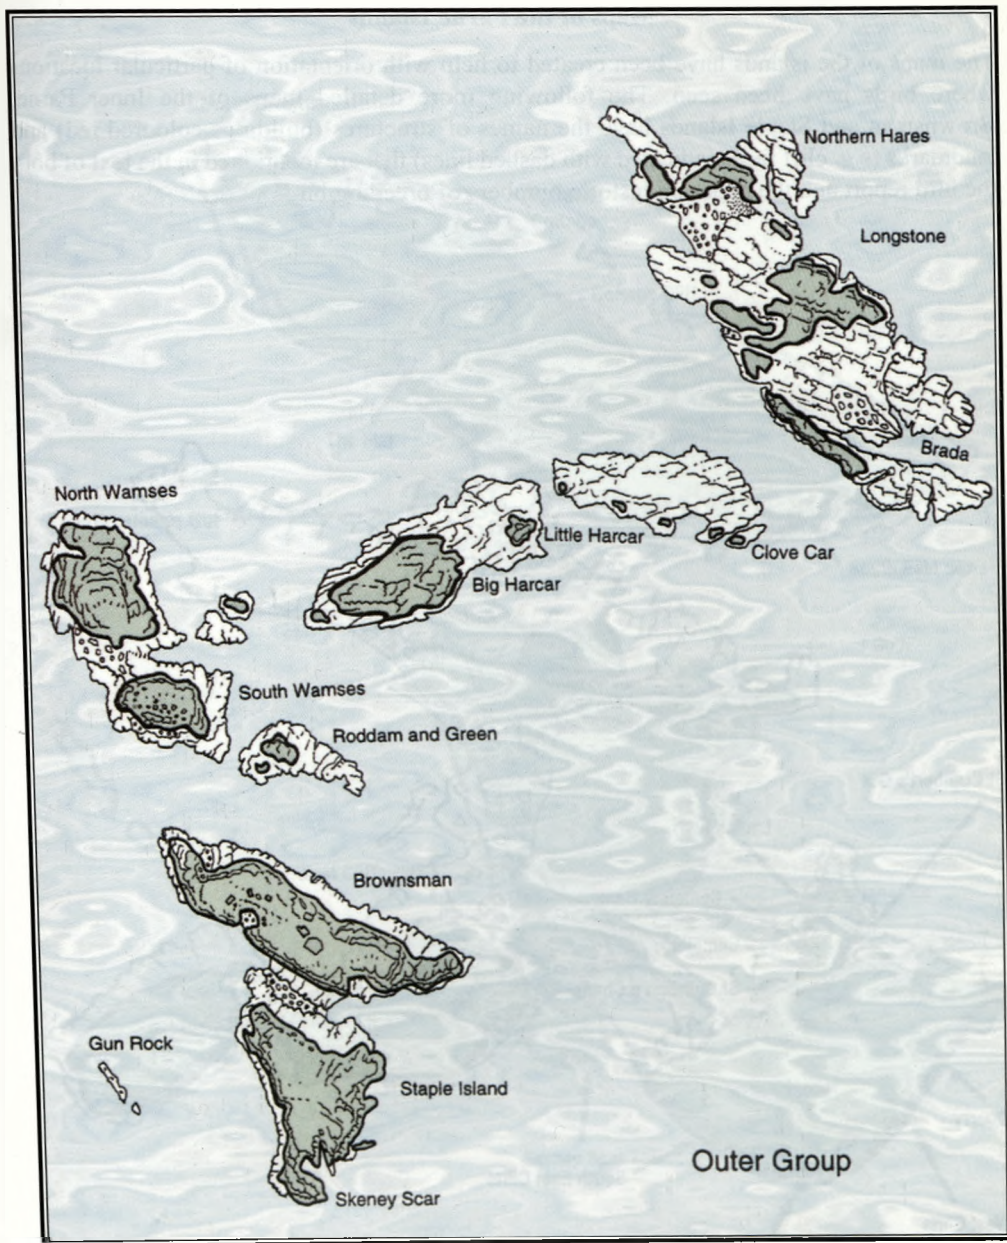 Northern Hares
Longstone
Brada
North Wamses
Little Harcar
Clove Car
Big Harcar
South Wamses
Roddam and Green
Brownsman
Gun Rock
Staple Island
Outer Group
Skeney Scar